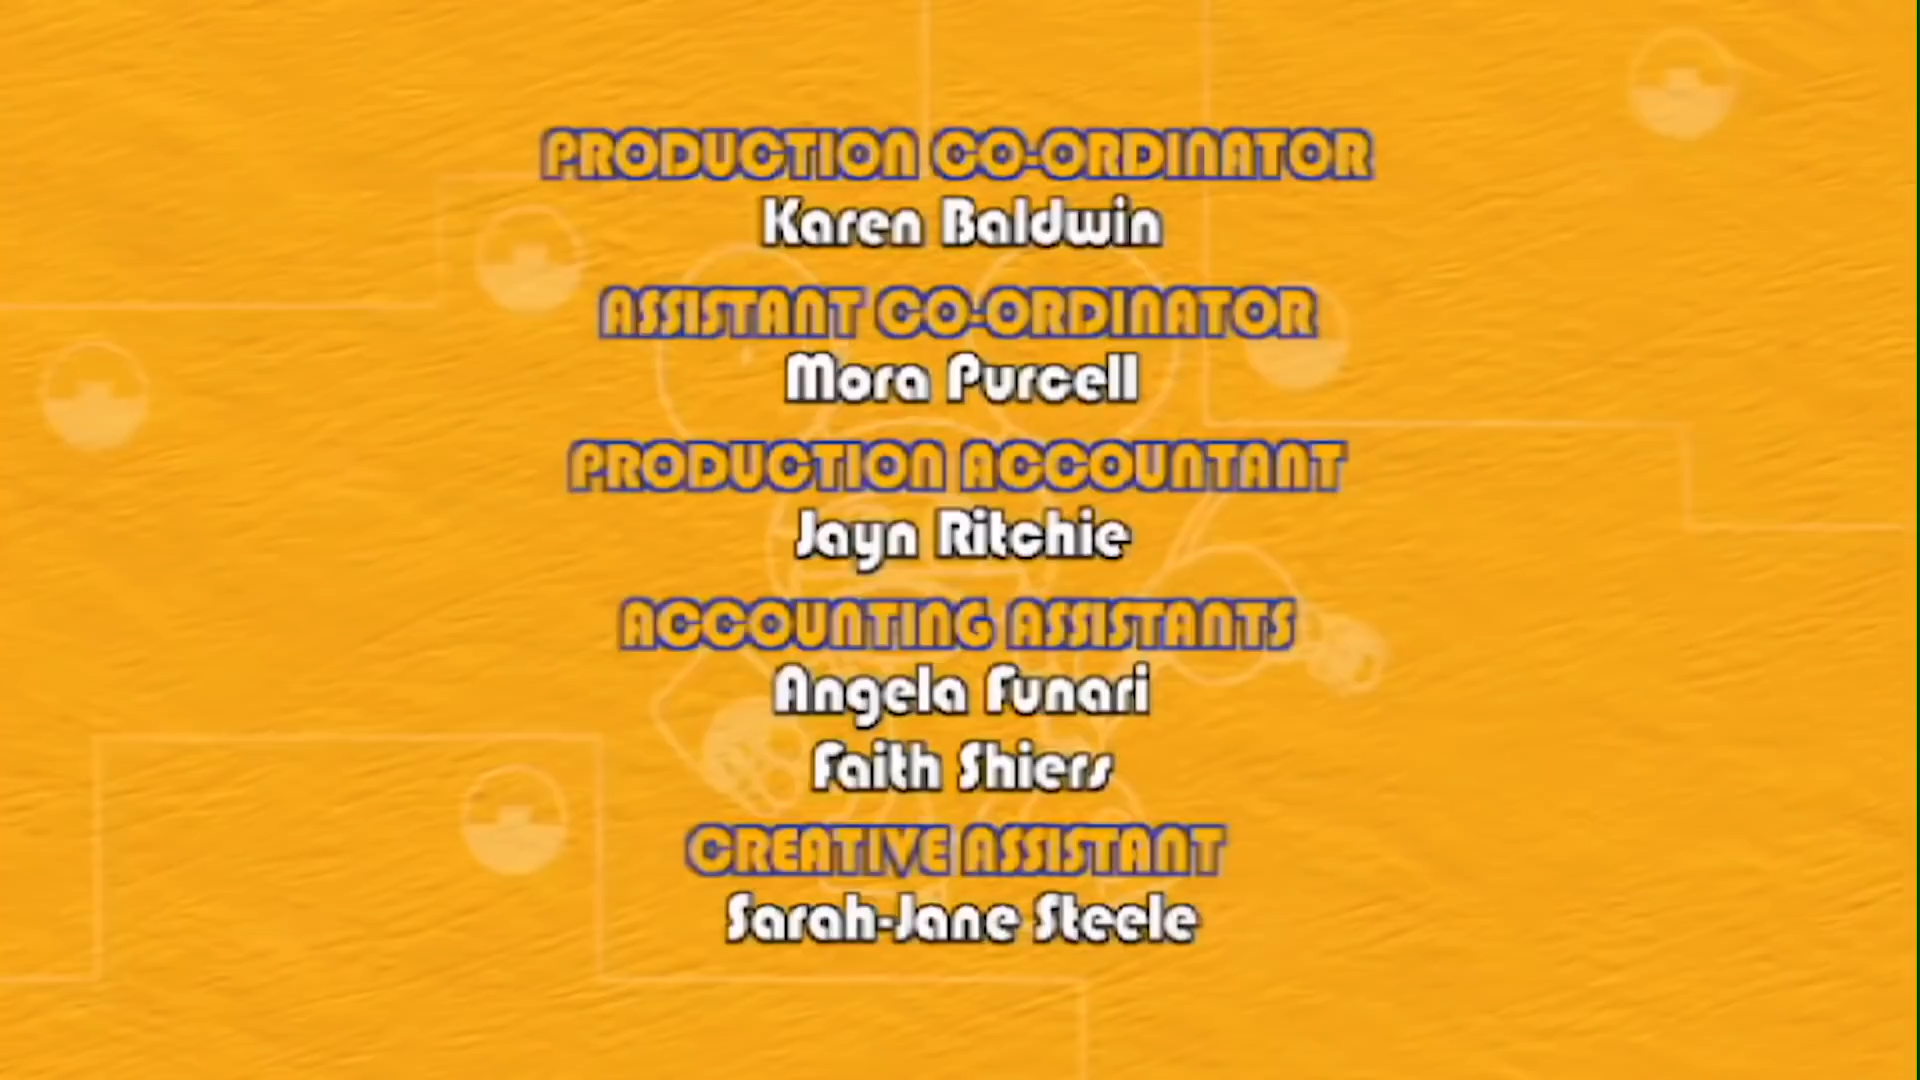 PRODUCTION CO-ORDINATOR
Karen Baldwin
ASSISTANT CO-ORDINATOR
Mora Purcell
PRODUCTION ACCOUNTANT
Jayn Ritchie
ACCOUNTING ASSISTANTS
Angela Funari
Faith Shiers
CREATIVE ASSISTANT
Sarah-Jane Steele